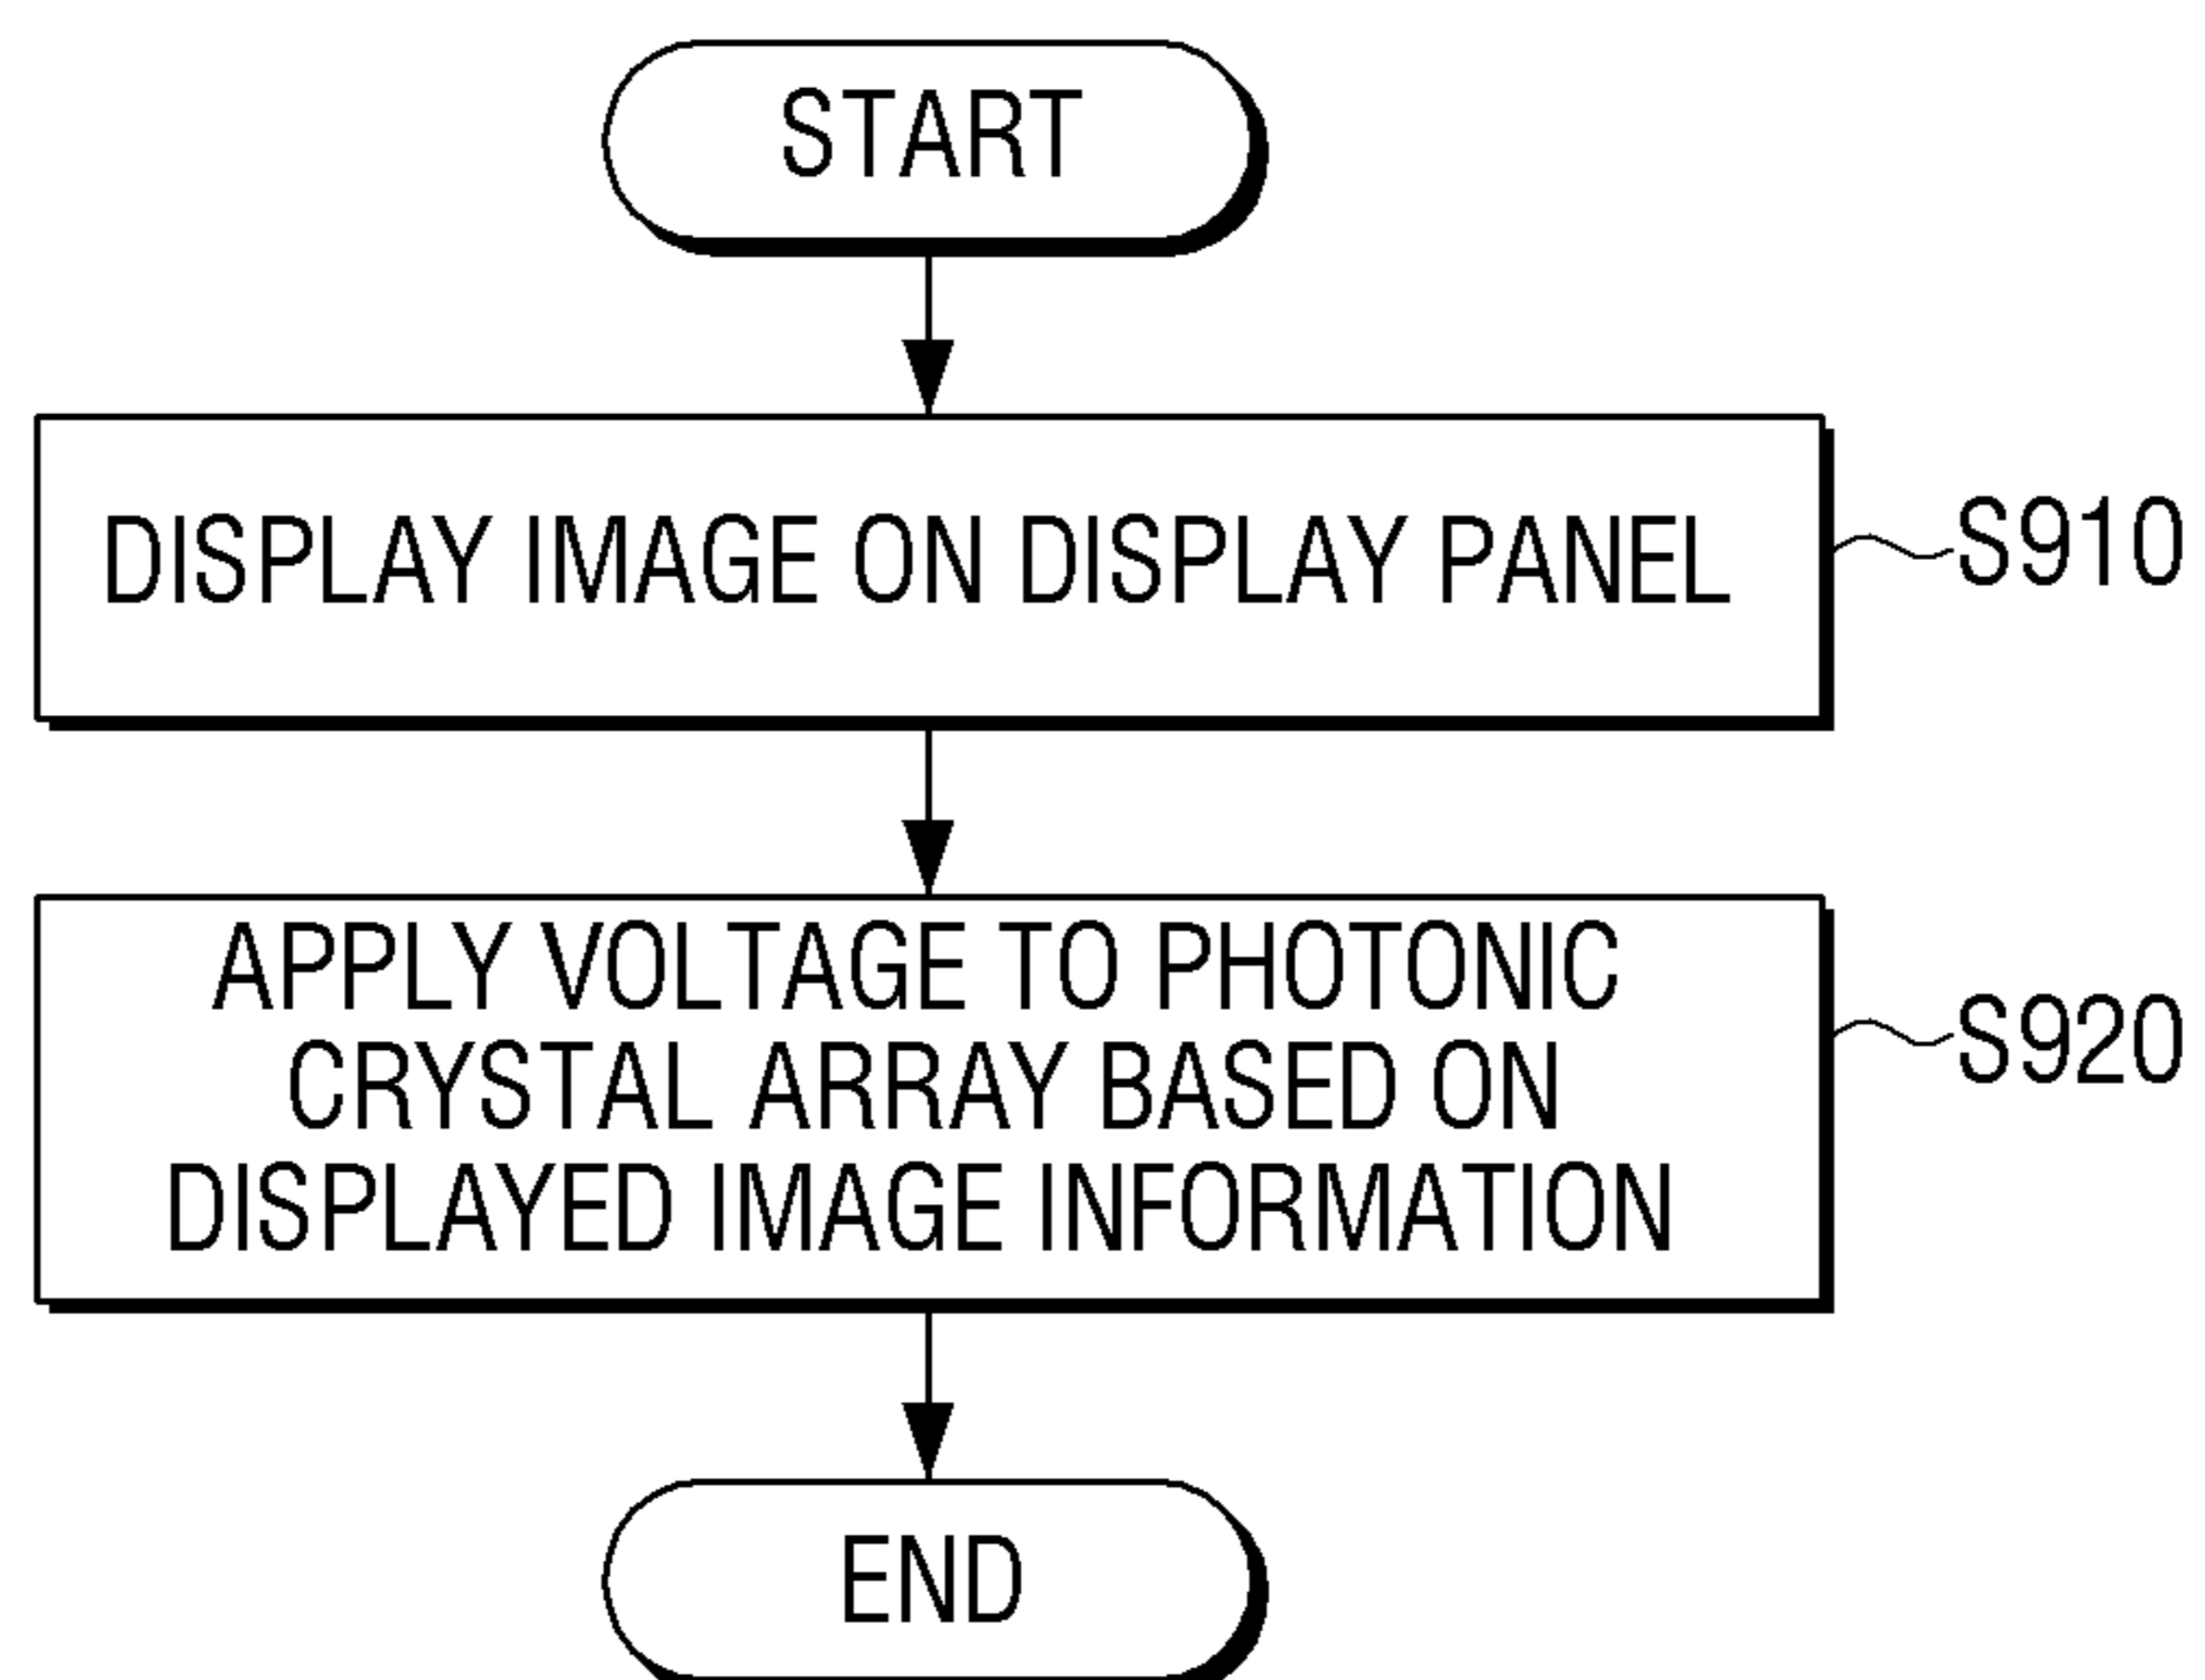 START
DISPLAY IMAGE ON DISPLAY PANEL
S910
APPLY VOLTAGE TO PHOTONIC
CRYSTAL ARRAY BASED ON
DISPLAYED IMAGE INFORMATION
S920
END